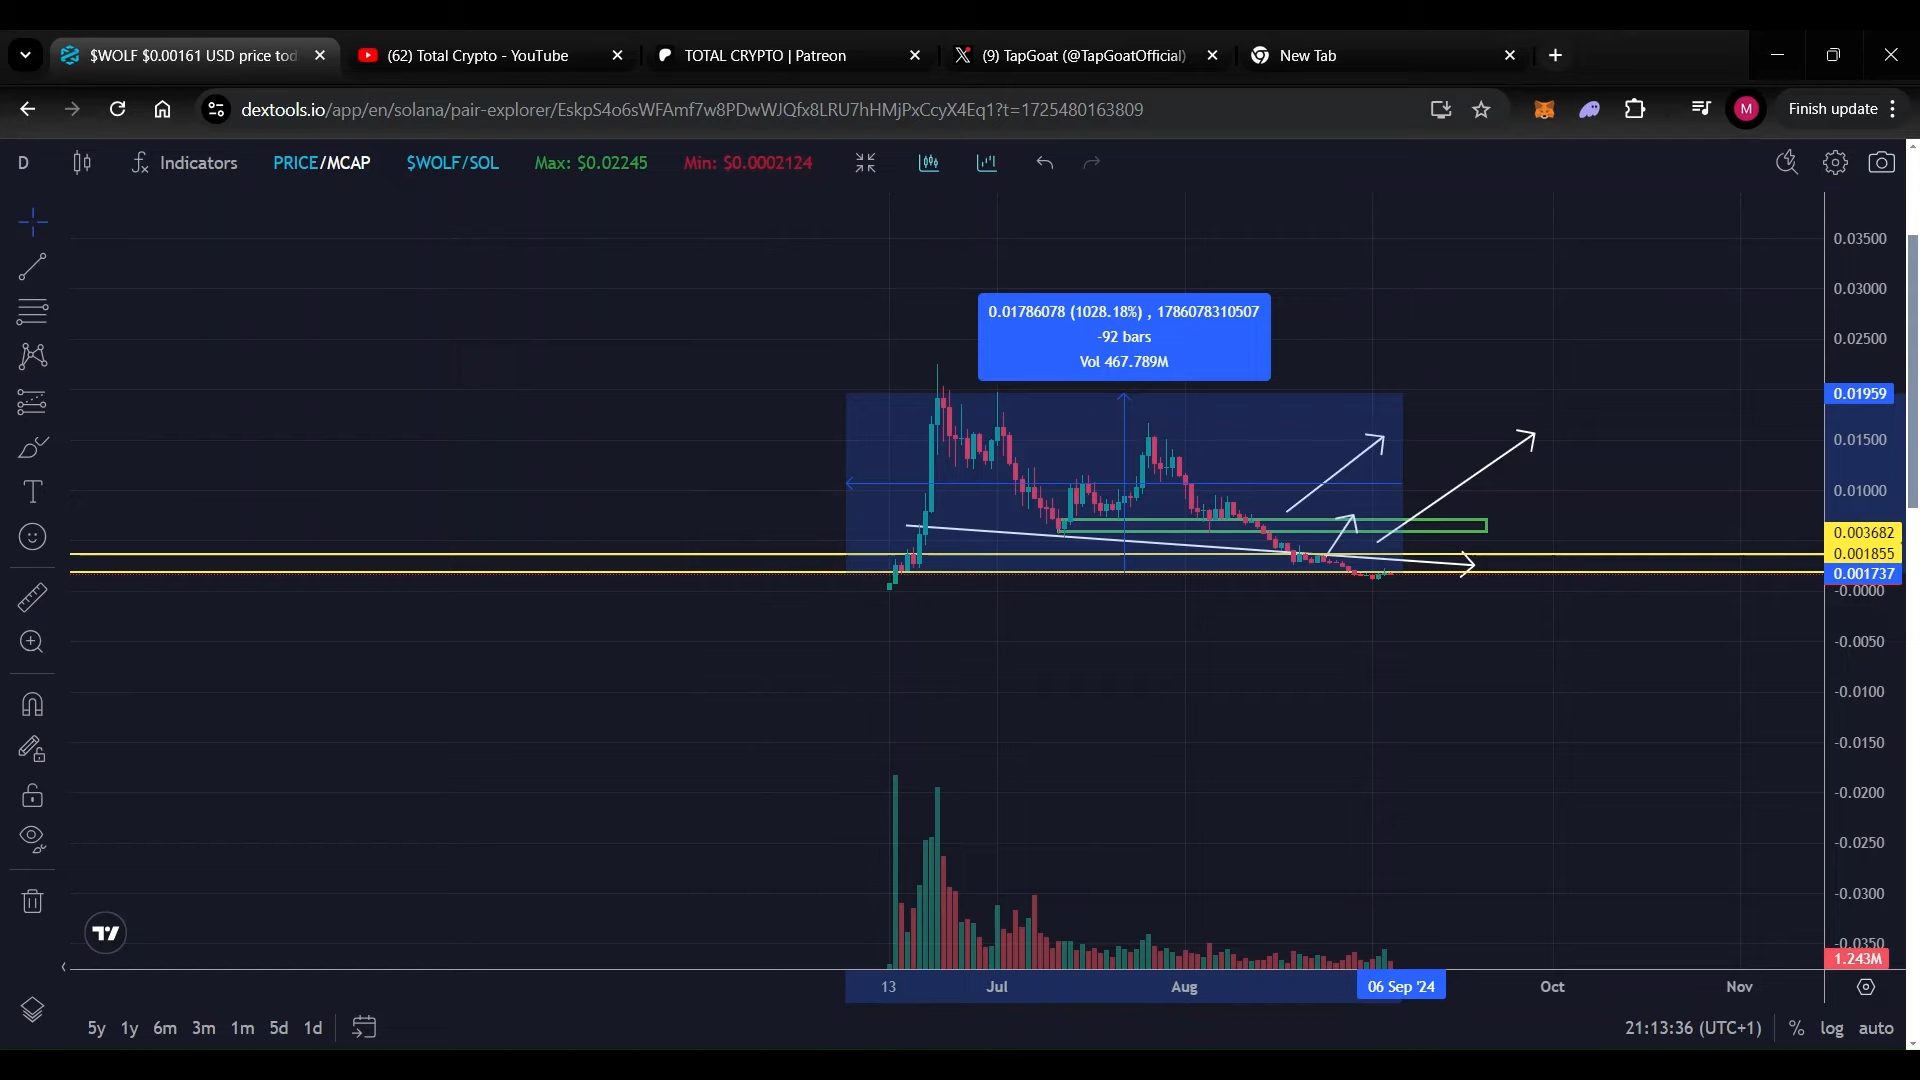 $WOLF $0.00161 USD price tod
(62) Total Crypto - YouTube
TOTAL CRYPTO | Patreon
(9) TapGoat (@TapGoatOfficial)
New Tab
dextools.io/app/en/solana/pair-explorer/EskpS4o6sWFAmf7w8PDwWJQfx8LRU7hHMjPxCcyX4Eq1?t=1725480163809
M
Finish update
D
Indicators
PRICE/MCAP
$WOLF/SOL
Max: $0.02245
Min: $0.0002124
0.01786078 (1028.18%) , 1786078310507
-92 bars
Vol 467.789M
0.03500
0.03000
0.02500
0.01959
0.01500
0.01000
0.003682
0.001855
0.001737
-0.0000
-0.0050
-0.0100
-0.0150
-0.0200
-0.0250
-0.0300
-0.0350
1.243M
13
Jul
Aug
06 Sep '24
Oct
Nov
5y
1y
6m
3m
1m
5d
1d
21:13:36 (UTC+1)
%
log
auto